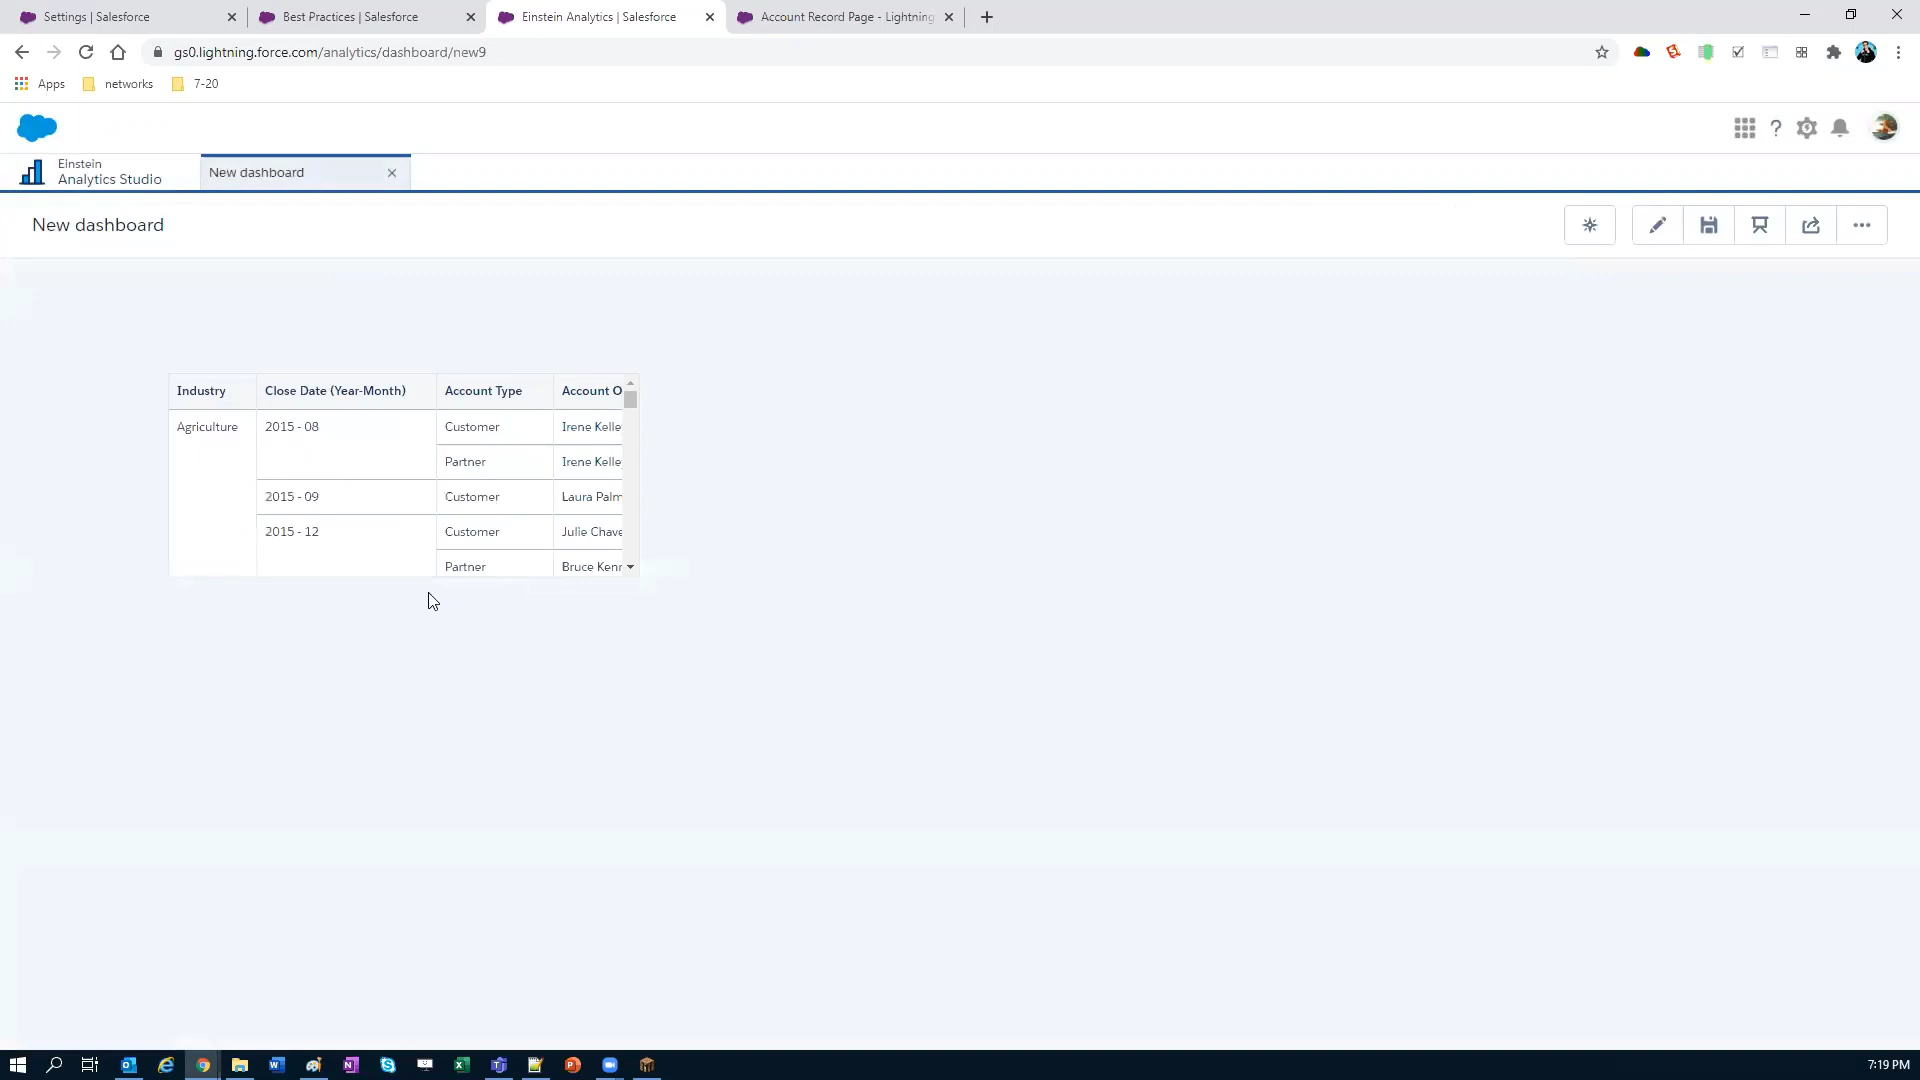 Settings | Salesforce
Best Practices | Salesforce
Einstein Analytics | Salesforce
Account Record Page - Lightning
gs0.lightning.force.com/analytics/dashboard/new9
Apps
networks
7-20
Einstein
Analytics Studio
New dashboard
New dashboard
Industry Close Date (Year-Month) Account Type Account O
Agriculture 2015 - 08 Customer Irene Kelle
Partner Irene Kelle
2015 - 09 Customer Laura Palm
2015 - 12 Customer Julie Chave
Partner Bruce Kenr
7:19 PM